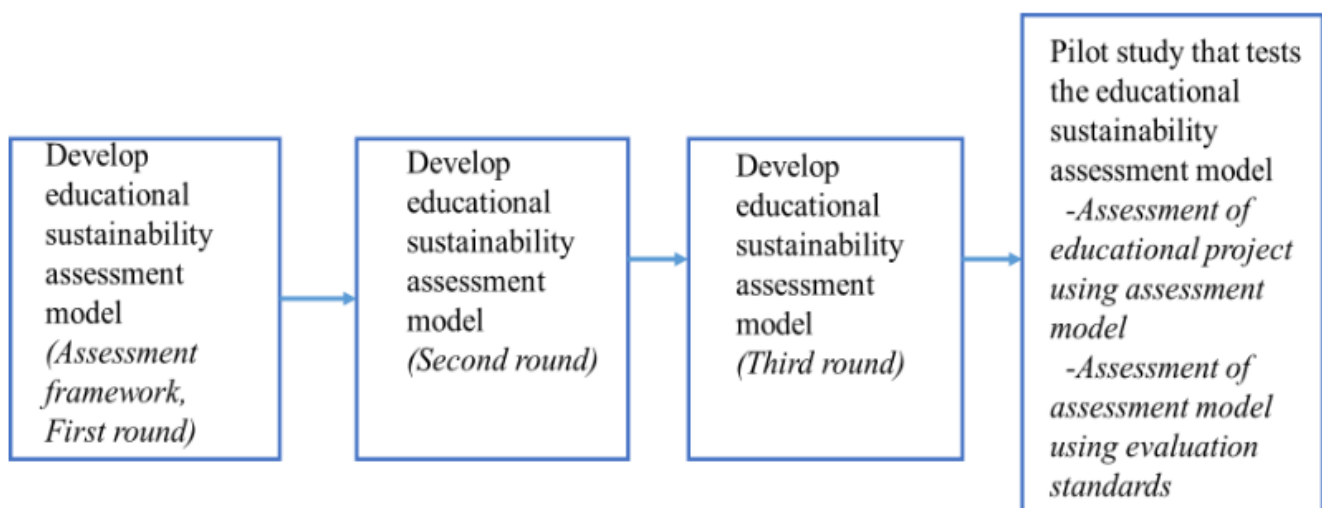 Develop
educational
sustainability
assessment
model
(Assessment
framework,
First round)
Develop
educational
sustainability
assessment
model
(Second round)
Develop
educational
sustainability
assessment
model
(Third round)
Pilot study that tests
the educational
sustainability
assessment model
-Assessment of
educational project
using assessment
model
-Assessment of
assessment model
using evaluation
standards